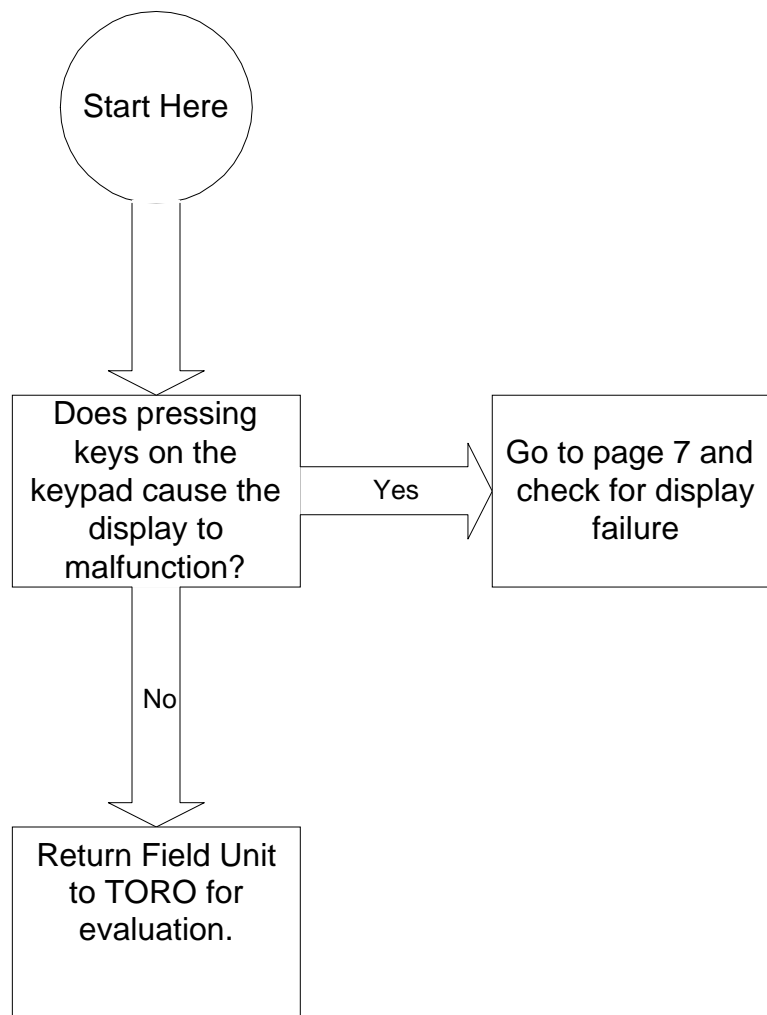 Start Here
Does pressing
keys on the
keypad cause the
display to
malfunction?
Yes
Go to page 7 and
check for display
failure
No
Return Field Unit
to TORO for
evaluation.